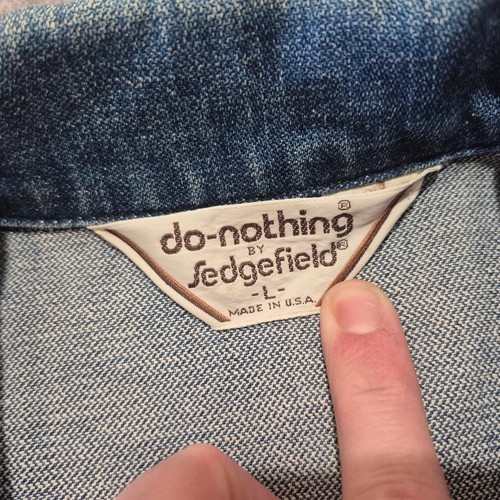 do-nothing®
BY
Sedgefield®
-L-
MADE IN U.S.A.